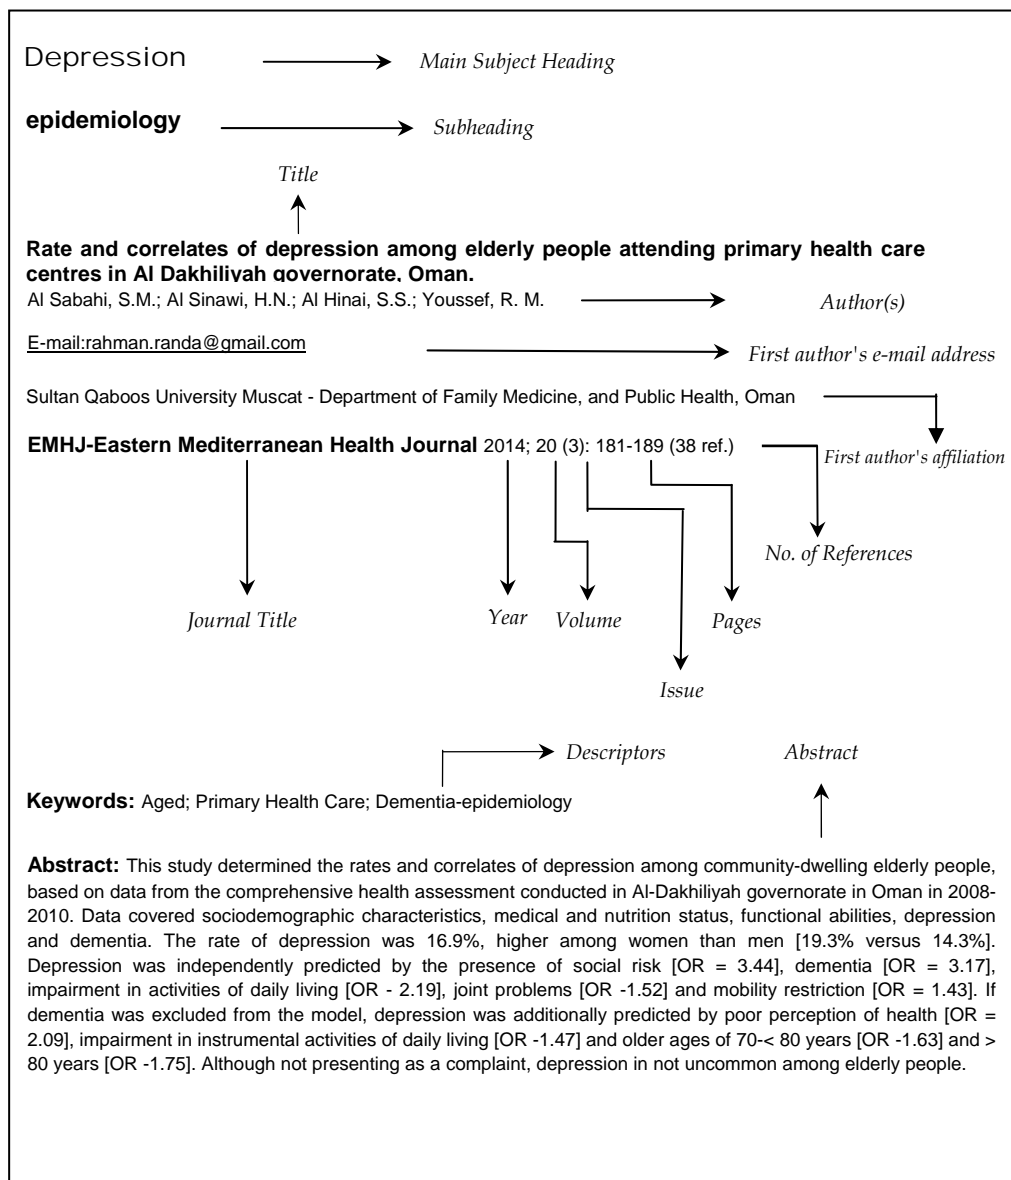 Depression Main Subject Heading
epidemiology Subheading
Title
Rate and correlates of depression among elderly people attending primary health care
centres in Al Dakhiliyah governorate, Oman.
Al Sabahi, S.M.; Al Sinawi, H.N.; Al Hinai, S.S.; Youssef, R. M. Author(s)
E-mail:rahman.randa@gmail.com First author's e-mail address
Sultan Qaboos University Muscat - Department of Family Medicine, and Public Health, Oman
EMHJ-Eastern Mediterranean Health Journal 2014; 20 (3): 181-189 (38 ref.) First author's affiliation
No. of References
Journal Title Year Volume Pages
Issue
Descriptors Abstract
Keywords: Aged; Primary Health Care; Dementia-epidemiology
Abstract: This study determined the rates and correlates of depression among community-dwelling elderly people,
based on data from the comprehensive health assessment conducted in Al-Dakhiliyah governorate in Oman in 2008-
2010. Data covered sociodemographic characteristics, medical and nutrition status, functional abilities, depression
and dementia. The rate of depression was 16.9%, higher among women than men [19.3% versus 14.3%].
Depression was independently predicted by the presence of social risk [OR = 3.44], dementia [OR = 3.17],
impairment in activities of daily living [OR - 2.19], joint problems [OR -1.52] and mobility restriction [OR = 1.43]. If
dementia was excluded from the model, depression was additionally predicted by poor perception of health [OR =
2.09], impairment in instrumental activities of daily living [OR -1.47] and older ages of 70-< 80 years [OR -1.63] and >
80 years [OR -1.75]. Although not presenting as a complaint, depression in not uncommon among elderly people.